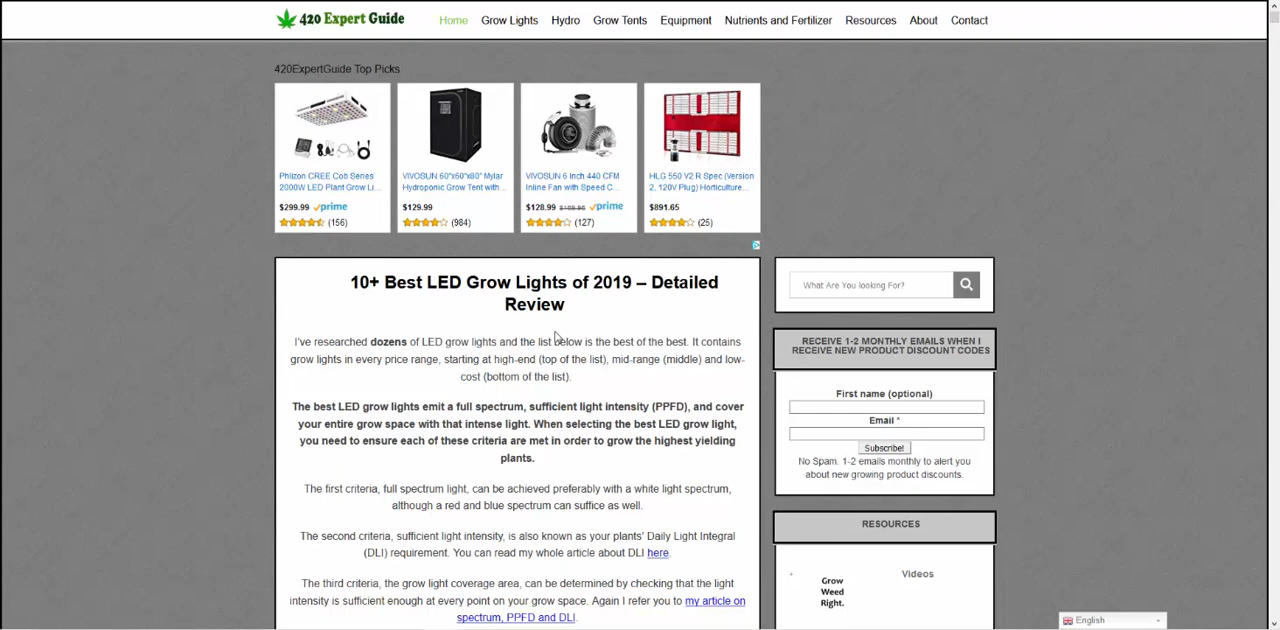 420 Expert Guide
Home Grow Lights Hydro Grow Tents Equipment Nutrients and Fertilizer Resources About Contact
420ExpertGuide Top Picks
Phlizon CREE Cob Series
2000W LED Plant Grow Li...
$299.99 prime
(156)
VIVOSUN 60"x60"x80" Mylar
Hydroponic Grow Tent with...
$129.99
(984)
VIVOSUN 6 Inch 440 CFM
Inline Fan with Speed C...
$128.99 prime
(127)
HLG 550 V2 R Spec (Version
2, 120V Plug) Horticulture...
$891.65
(25)
10+ Best LED Grow Lights of 2019 – Detailed
Review
I've researched dozens of LED grow lights and the list below is the best of the best. It contains
grow lights in every price range, starting at high-end (top of the list), mid-range (middle) and low-
cost (bottom of the list).
The best LED grow lights emit a full spectrum, sufficient light intensity (PPFD), and cover
your entire grow space with that intense light. When selecting the best LED grow light,
you need to ensure each of these criteria are met in order to grow the highest yielding
plants.
The first criteria, full spectrum light, can be achieved preferably with a white light spectrum,
although a red and blue spectrum can suffice as well.
The second criteria, sufficient light intensity, is also known as your plants' Daily Light Integral
(DLI) requirement. You can read my whole article about DLI here.
The third criteria, the grow light coverage area, can be determined by checking that the light
intensity is sufficient enough at every point on your grow space. Again I refer you to my article on
spectrum, PPFD and DLI.
What Are You looking For?
RECEIVE 1-2 MONTHLY EMAILS WHEN I
RECEIVE NEW PRODUCT DISCOUNT CODES
First name (optional)
Email *
Subscribe!
No Spam. 1-2 emails monthly to alert you
about new growing product discounts.
RESOURCES
Videos
Grow
Weed
Right.
English